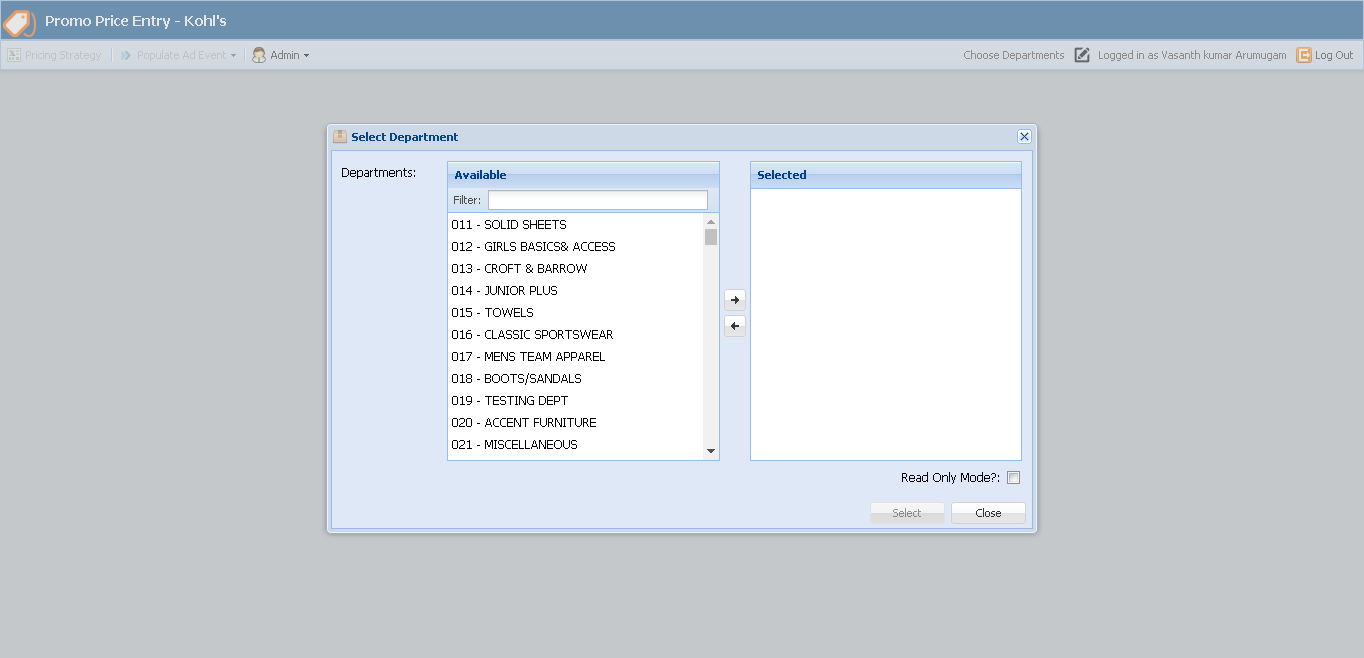 Promo Price Entry - Kohl's
Pricing Strategy Populate Ad Event Admin Choose Departments Logged in as Vasanth kumar Arumugam Log Out
Select Department
Departments: Available Selected
Filter:
011 - SOLID SHEETS
012 - GIRLS BASICS& ACCESS
013 - CROFT & BARROW
014 - JUNIOR PLUS
015 - TOWELS
016 - CLASSIC SPORTSWEAR
017 - MENS TEAM APPAREL
018 - BOOTS/SANDALS
019 - TESTING DEPT
020 - ACCENT FURNITURE
021 - MISCELLANEOUS
Read Only Mode?:
Select Close